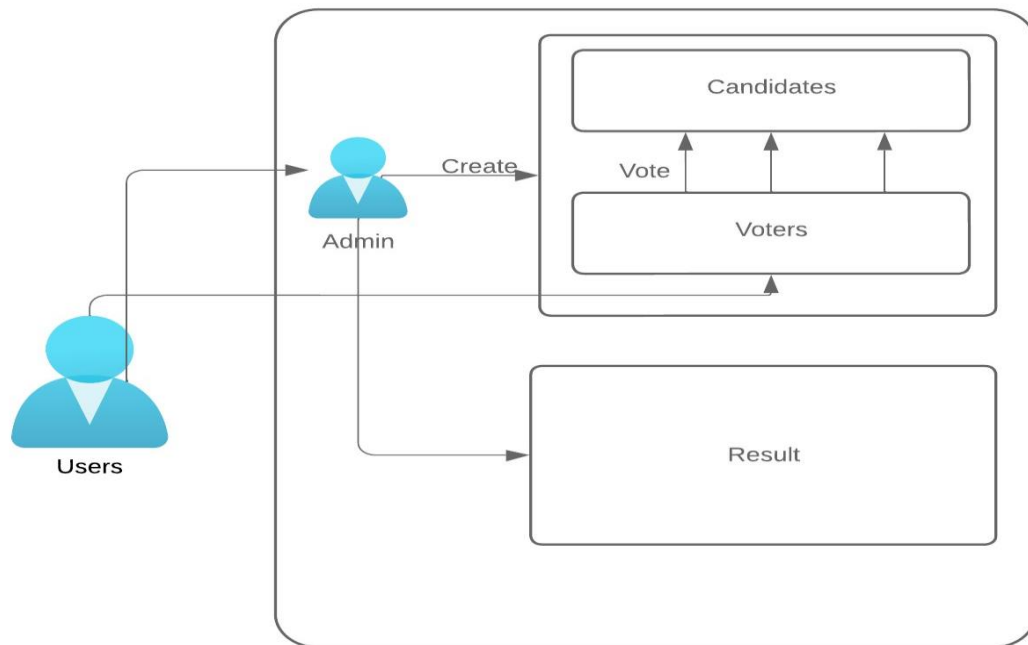 Candidates
Create
Vote
Voters
Admin
Users
Result